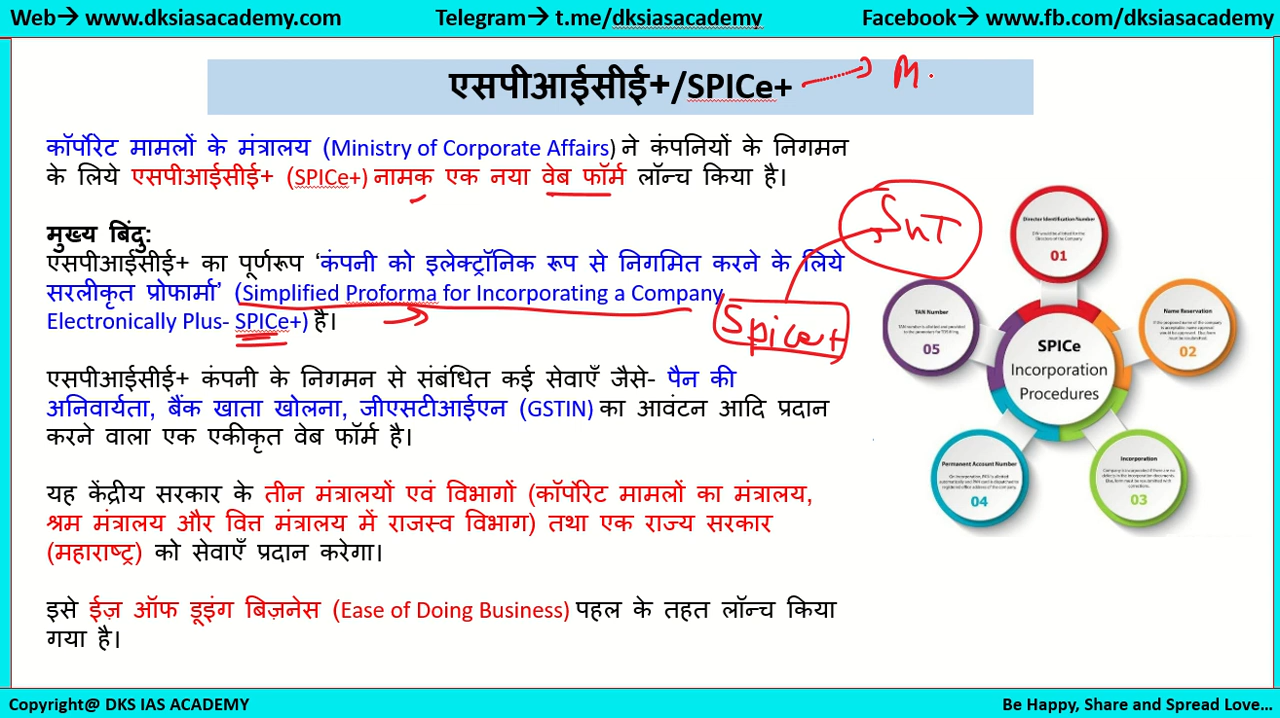 Web→ www.dksiasacademy.com
Telegram→ t.me/dksiasacademy
Facebook→ www.fb.com/dksiasacademy
एसपीआईसीई+/SPICe+
M.
कॉर्पोरेट मामलों के मंत्रालय (Ministry of Corporate Affairs) ने कंपनियों के निगमन
के लिये एसपीआईसीई+ (SPICe+) नामक एक नया वेब फॉर्म लॉन्च किया है।
मुख्य बिंदु:
एसपीआईसीई+ का पूर्णरूप ‘कंपनी को इलेक्ट्रॉनिक रूप से निगमित करने के लिये
सरलीकृत प्रोफार्मा’ (Simplified Proforma for Incorporating a Company
Electronically Plus- SPICe+) है।
Spice+
एसपीआईसीई+ कंपनी के निगमन से संबंधित कई सेवाएँ जैसे- पैन की
अनिवार्यता, बैंक खाता खोलना, जीएसटीआईएन (GSTIN) का आवंटन आदि प्रदान
करने वाला एक एकीकृत वेब फॉर्म है।
यह केंद्रीय सरकार के तीन मंत्रालयों एवं विभागों (कॉर्पोरेट मामलों का मंत्रालय,
श्रम मंत्रालय और वित्त मंत्रालय में राजस्व विभाग) तथा एक राज्य सरकार
(महाराष्ट्र) को सेवाएँ प्रदान करेगा।
इसे ईज़ ऑफ डूइंग बिज़नेस (Ease of Doing Business) पहल के तहत लॉन्च किया
गया है।
SPICe
Incorporation
Procedures
Director Identification Number
01
Name Reservation
02
Incorporation
03
Permanent Account Number
04
TAN Number
05
Copyright@ DKS IAS ACADEMY
Be Happy, Share and Spread Love...